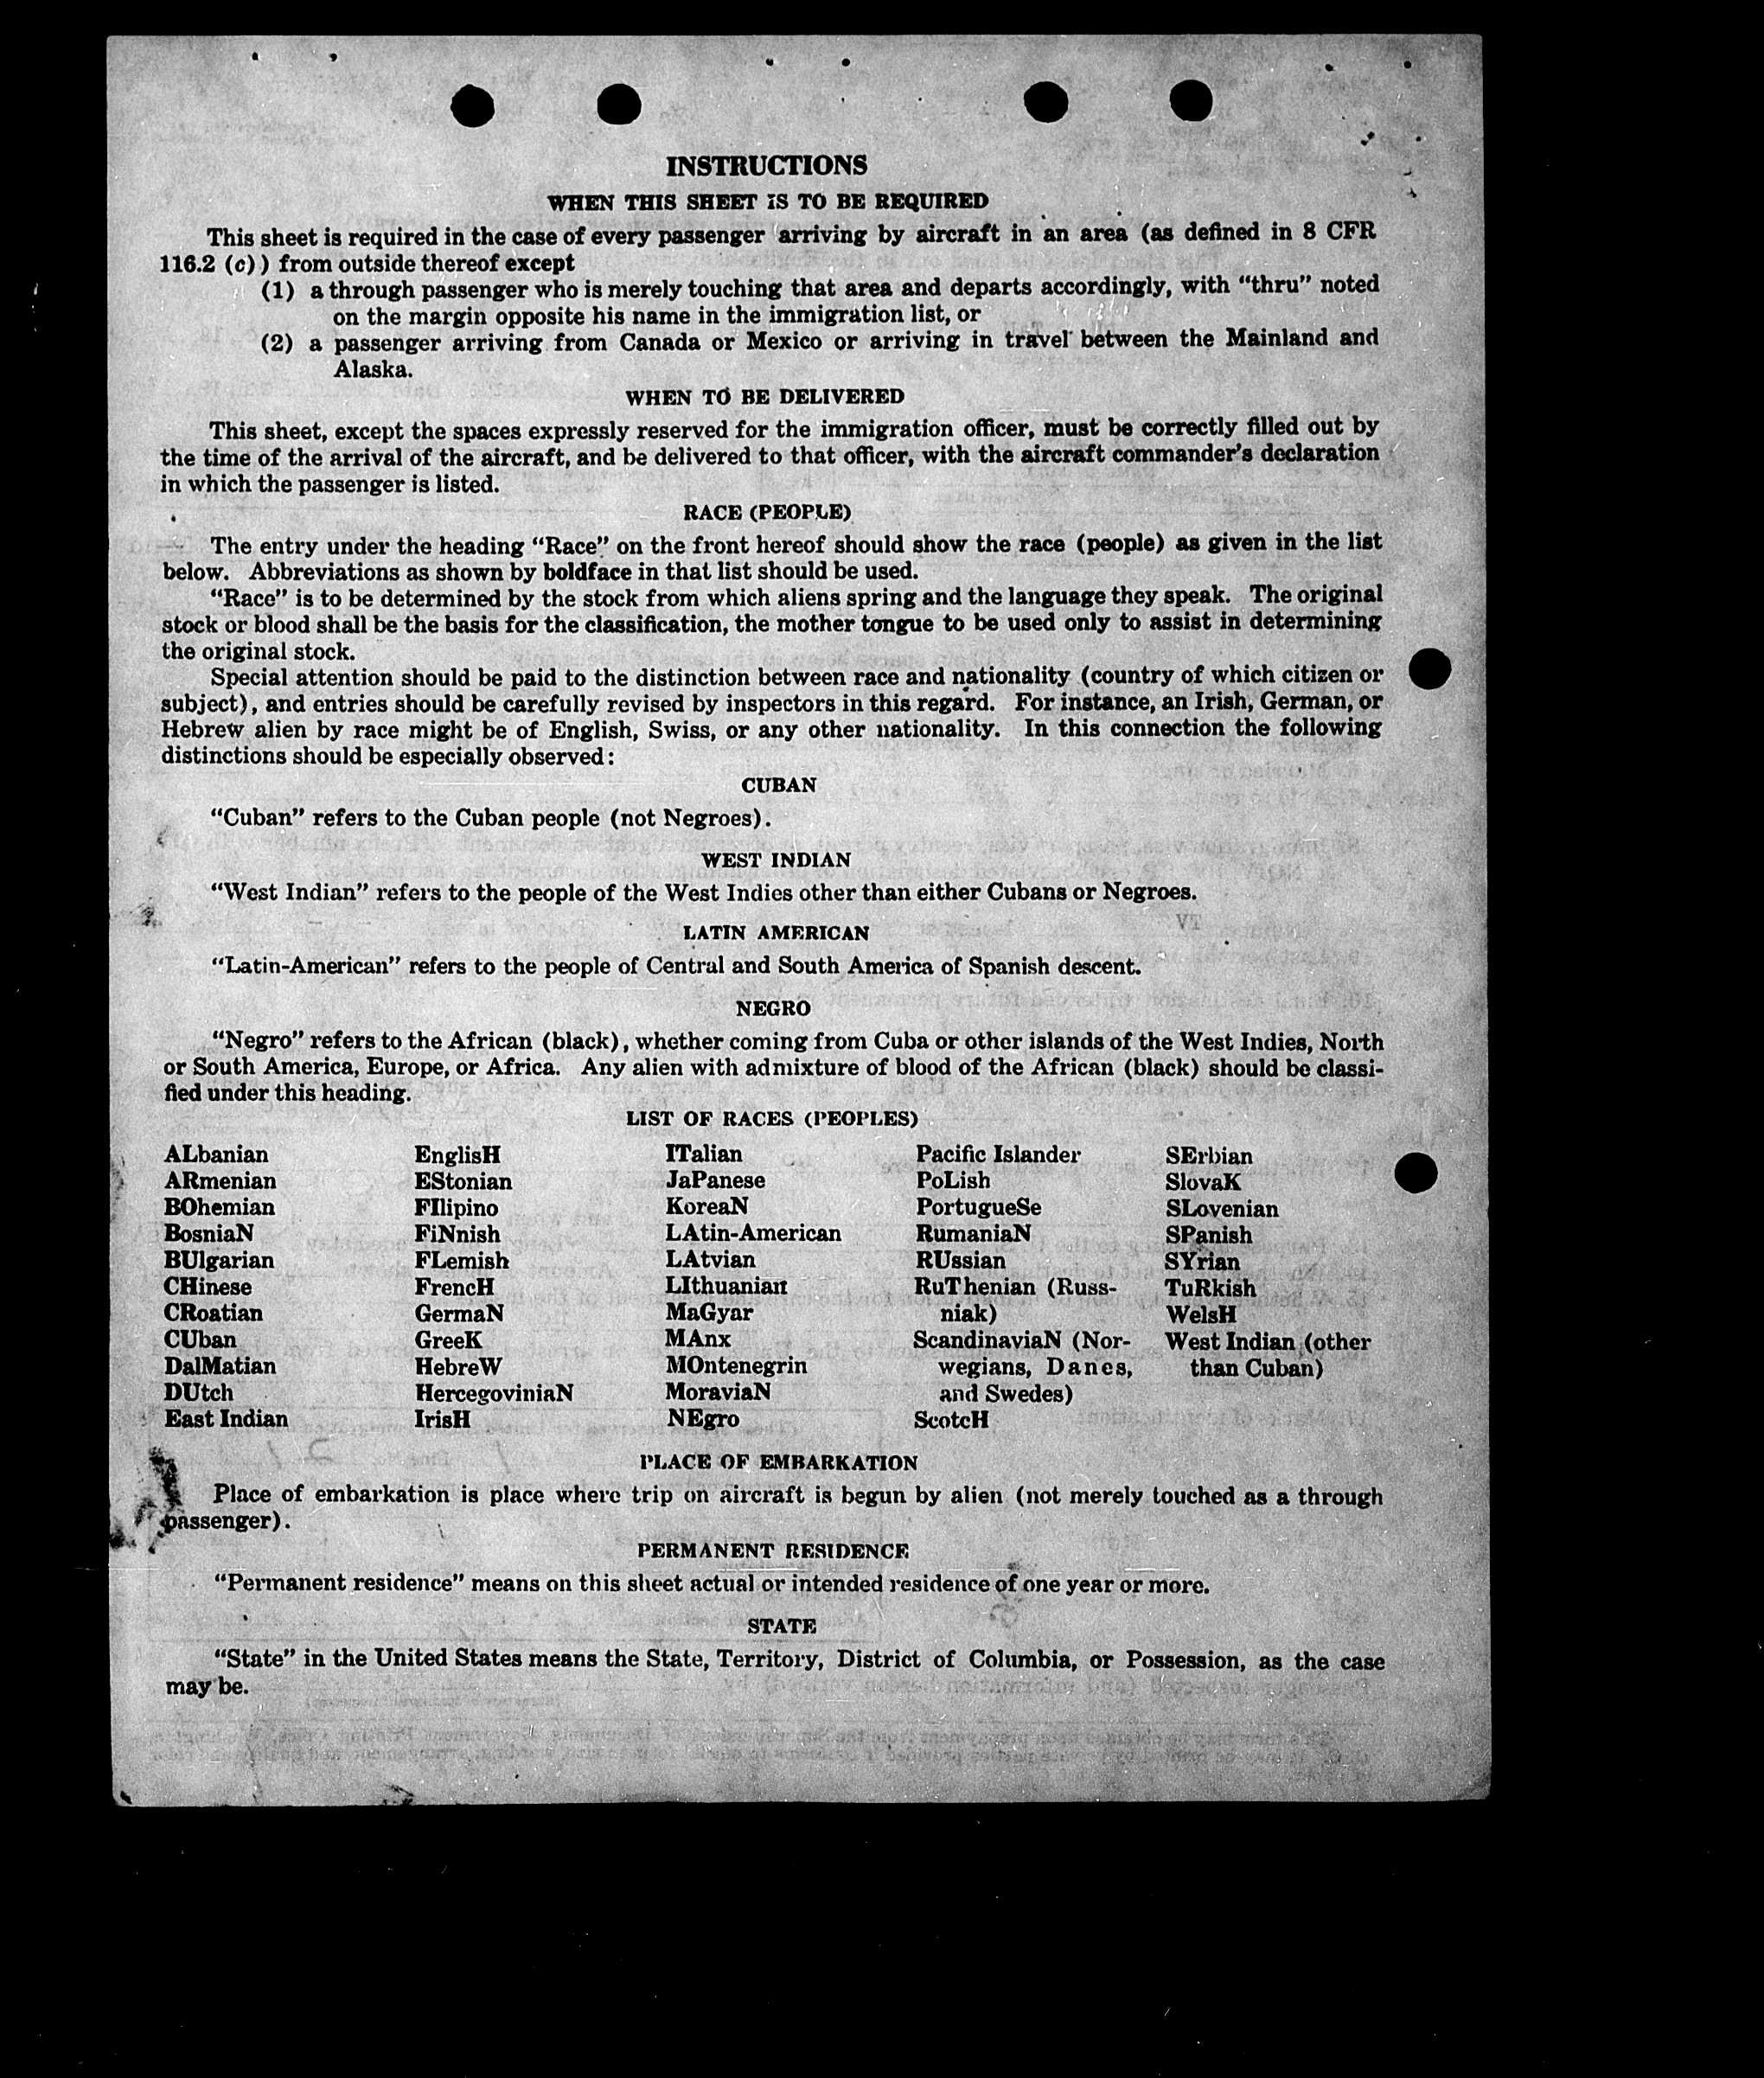 INSTRUCTIONS
WHEN THIS SHEET IS TO BE REQUIRED
This sheet is required in the case of every passenger arriving by aircraft in an area (as defined in 8 CFR
116.2 (c)) from outside thereof except
(1) a through passenger who is merely touching that area and departs accordingly, with “thru” noted
on the margin opposite his name in the immigration list, or
(2) a passenger arriving from Canada or Mexico or arriving in travel between the Mainland and
Alaska.
WHEN TO BE DELIVERED
This sheet, except the spaces expressly reserved for the immigration officer, must be correctly filled out by
the time of the arrival of the aircraft, and be delivered to that officer, with the aircraft commander's declaration
in which the passenger is listed.
RACE (PEOPLE)
The entry under the heading “Race” on the front hereof should show the race (people) as given in the list
below. Abbreviations as shown by boldface in that list should be used.
“Race” is to be determined by the stock from which aliens spring and the language they speak. The original
stock or blood shall be the basis for the classification, the mother tongue to be used only to assist in determining
the original stock.
Special attention should be paid to the distinction between race and nationality (country of which citizen or
subject), and entries should be carefully revised by inspectors in this regard. For instance, an Irish, German, or
Hebrew alien by race might be of English, Swiss, or any other nationality. In this connection the following
distinctions should be especially observed:
CUBAN
“Cuban” refers to the Cuban people (not Negroes).
WEST INDIAN
“West Indian” refers to the people of the West Indies other than either Cubans or Negroes.
LATIN AMERICAN
“Latin-American” refers to the people of Central and South America of Spanish descent.
NEGRO
“Negro” refers to the African (black), whether coming from Cuba or other islands of the West Indies, North
or South America, Europe, or Africa. Any alien with admixture of blood of the African (black) should be classi-
fied under this heading.
LIST OF RACES (PEOPLES)
ALbanian
ARmenian
BOhemian
BosniaN
BUlgarian
CHinese
CRoatian
CUban
DalMatian
DUtch
East Indian
EnglisH
EStonian
FIlipino
FiNnish
FLemish
FrencH
GermaN
GreeK
HebreW
HercegoviniaN
IrisH
ITalian
JaPanese
KoreaN
LAtin-American
LAtvian
LIthuanian
MaGyar
MAnx
MOntenegrin
MoraviaN
NEgro
Pacific Islander
PoLish
PortugueSe
RumaniaN
RUssian
RuThenian (Russ-
niak)
ScandinaviaN (Nor-
wegians, Danes,
and Swedes)
ScotcH
SErbian
SlovaK
SLovenian
SPanish
SYrian
TuRkish
WelsH
West Indian (other
than Cuban)
PLACE OF EMBARKATION
Place of embarkation is place where trip on aircraft is begun by alien (not merely touched as a through
passenger).
PERMANENT RESIDENCE
“Permanent residence” means on this sheet actual or intended residence of one year or more.
STATE
“State” in the United States means the State, Territory, District of Columbia, or Possession, as the case
may be.